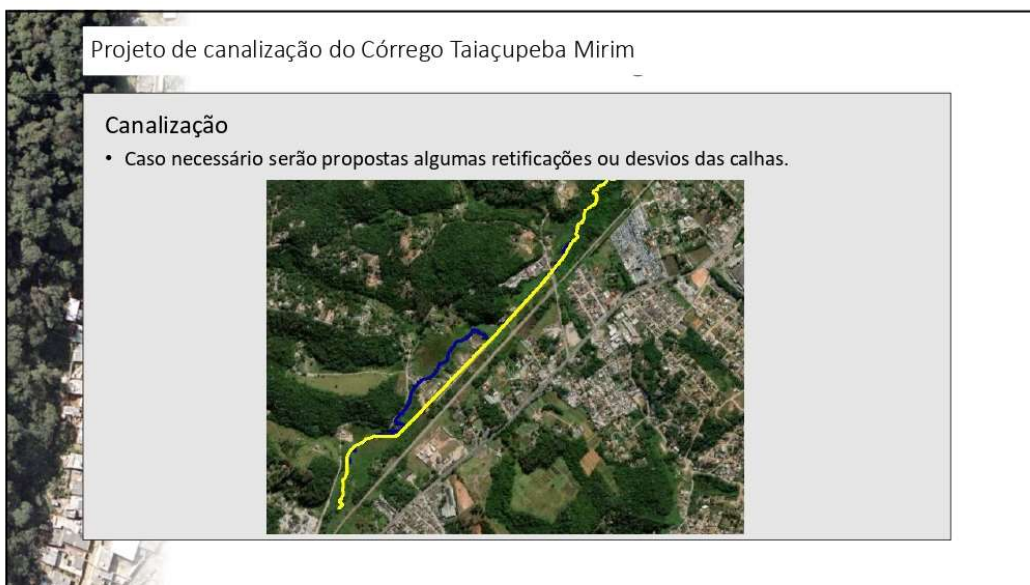 Projeto de canalização do Córrego Taiaçupeba Mirim
Canalização
• Caso necessário serão propostas algumas retificações ou desvios das calhas.